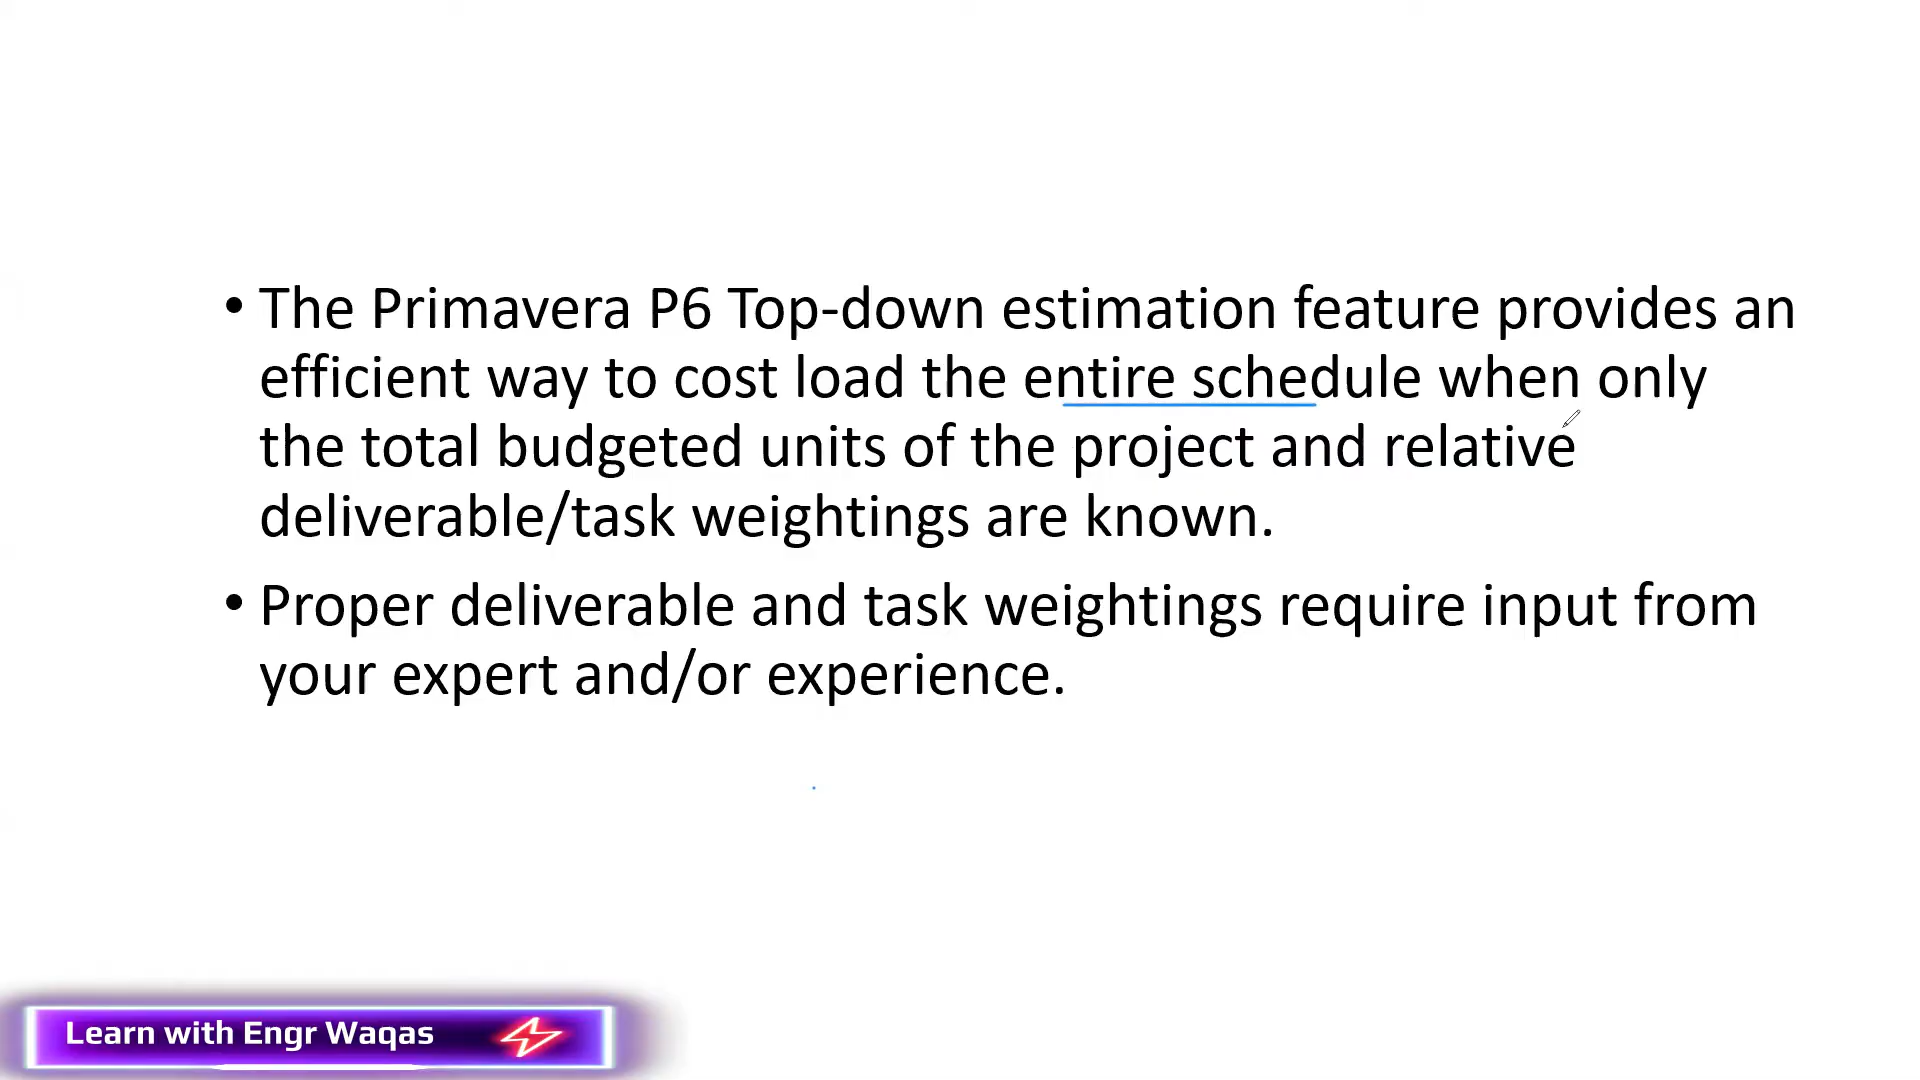 • The Primavera P6 Top-down estimation feature provides an
efficient way to cost load the entire schedule when only
the total budgeted units of the project and relative
deliverable/task weightings are known.
• Proper deliverable and task weightings require input from
your expert and/or experience.
Learn with Engr Waqas